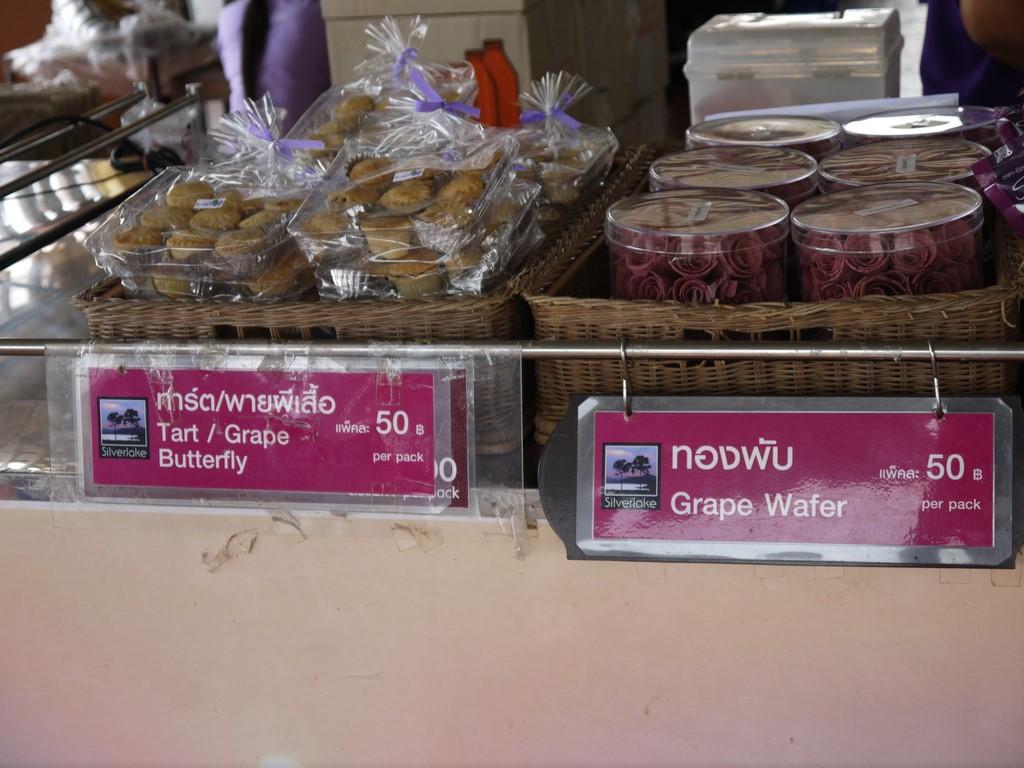 ทาร์ต/พายผีเสื้อ
Tart / Grape
Butterfly
แพ็คละ 50 ฿
per pack
Silverlake
00
ทองพับ
Grape Wafer
แพ็คละ 50 ฿
per pack
Silverlake